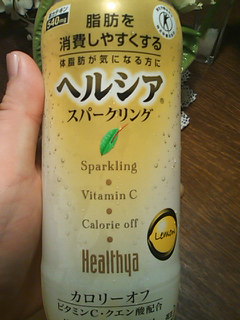 540mg
脂肪を
消費しやすくする
体脂肪が気になる方に
ヘルシア®
スパークリング
Sparkling
Vitamin C
Calorie off
Healthya
Lemon
カロリーオフ
ビタミンC・クエン酸配合